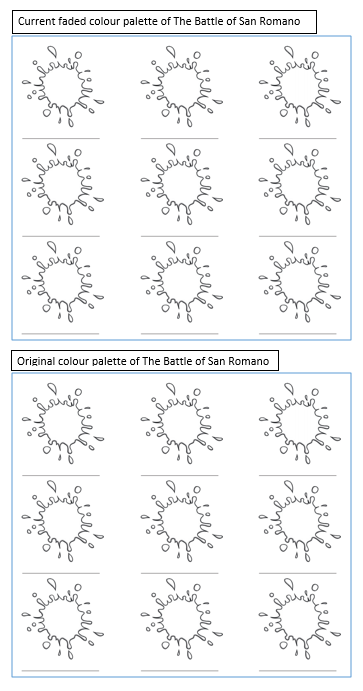 Current faded colour palette of The Battle of San Romano
Original colour palette of The Battle of San Romano